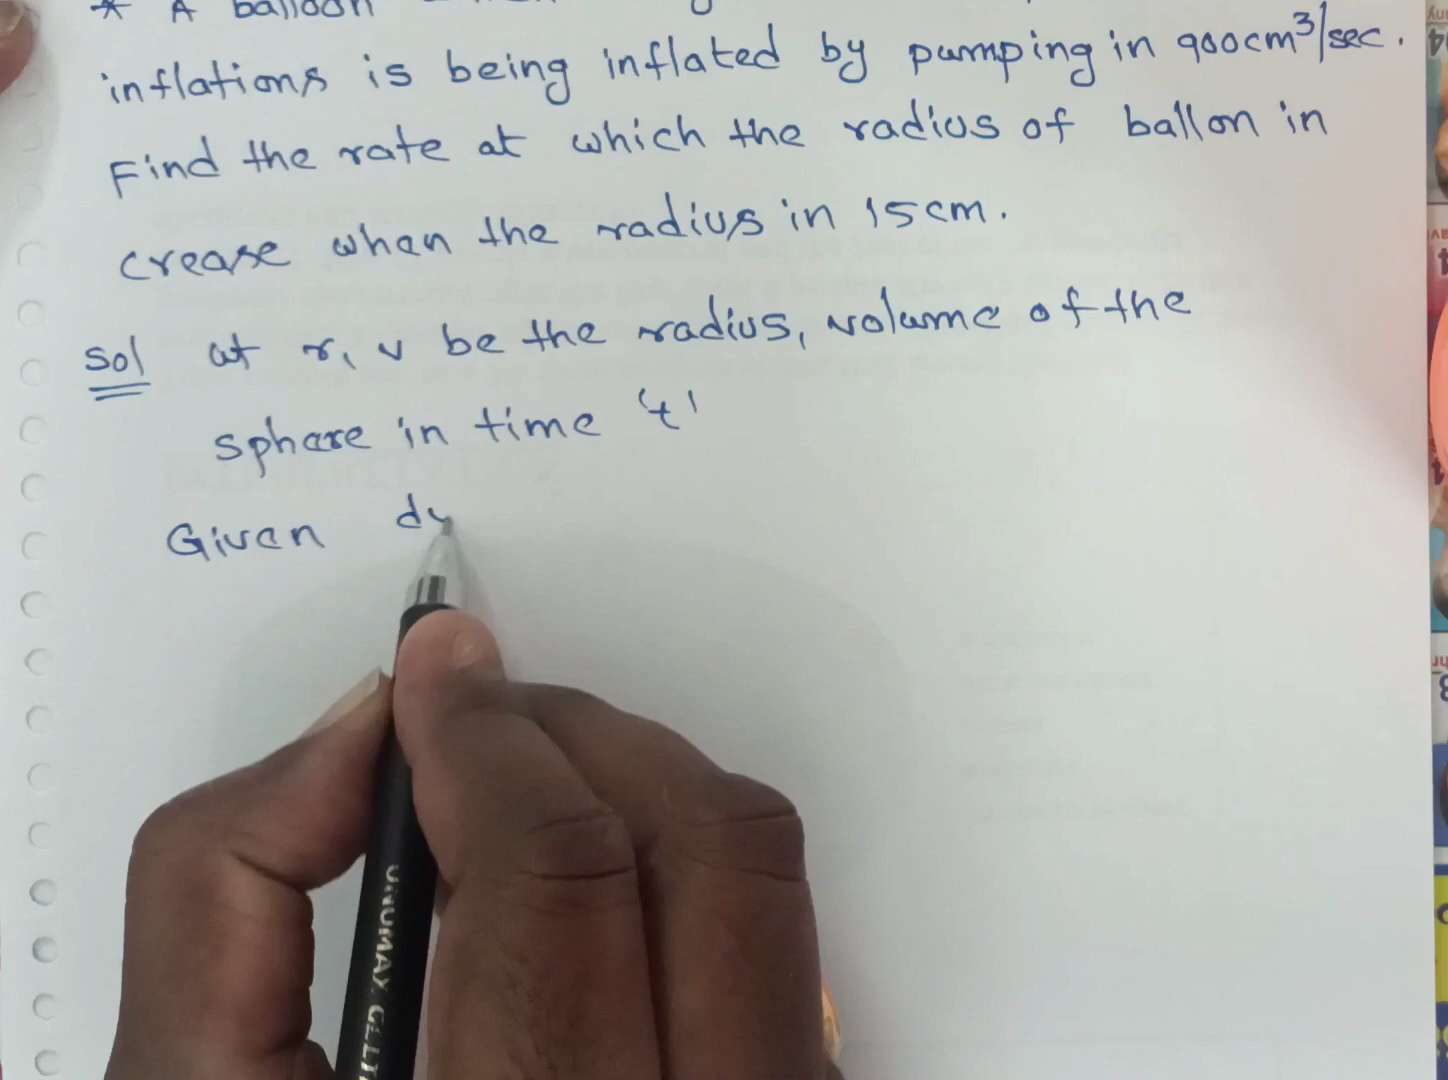 * A balloon
inflations is being inflated by pumping in 900cm³/sec.
Find the rate at which the radius of ballon in
crease when the radius in 15cm.
Sol at r, v be the radius, volume of the
sphere in time 't'
Given dv
UNOMAX